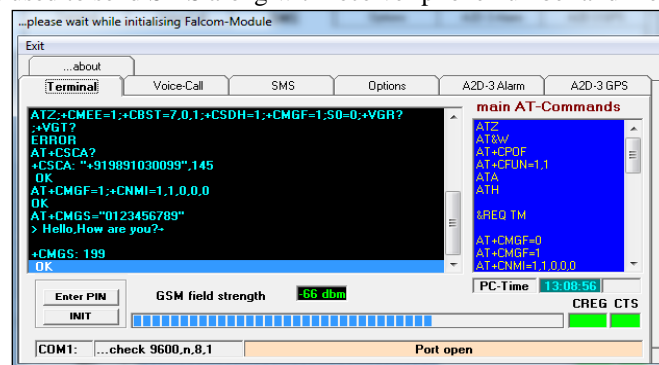 ...please wait while initialising Falcom-Module
Exit
...about
Terminal Voice-Call SMS Options A2D-3 Alarm A2D-3 GPS
ATZ;+CMEE=1;+CBST=7,0,1;+CSDH=1;+CMGF=1;S0=0;+VGR?
;+VGT?
ERROR
AT+CSCA?
+CSCA: "+919891030099",145
OK
AT+CMGF=1;+CNMI=1,1,0,0,0
OK
AT+CMGS="0123456789"
> Hello,How are you?→
+CMGS: 199
OK
main AT-Commands
ATZ
AT&W
AT+CPOF
AT+CFUN=1,1
ATA
ATH
&REQ TM
AT+CMGF=0
AT+CMGF=1
AT+CNMI=1,1,0,0,0
PC-Time 13:08:56
Enter PIN GSM field strength -66 dbm CREG CTS
INIT
COM1: ...check 9600,n,8,1 Port open